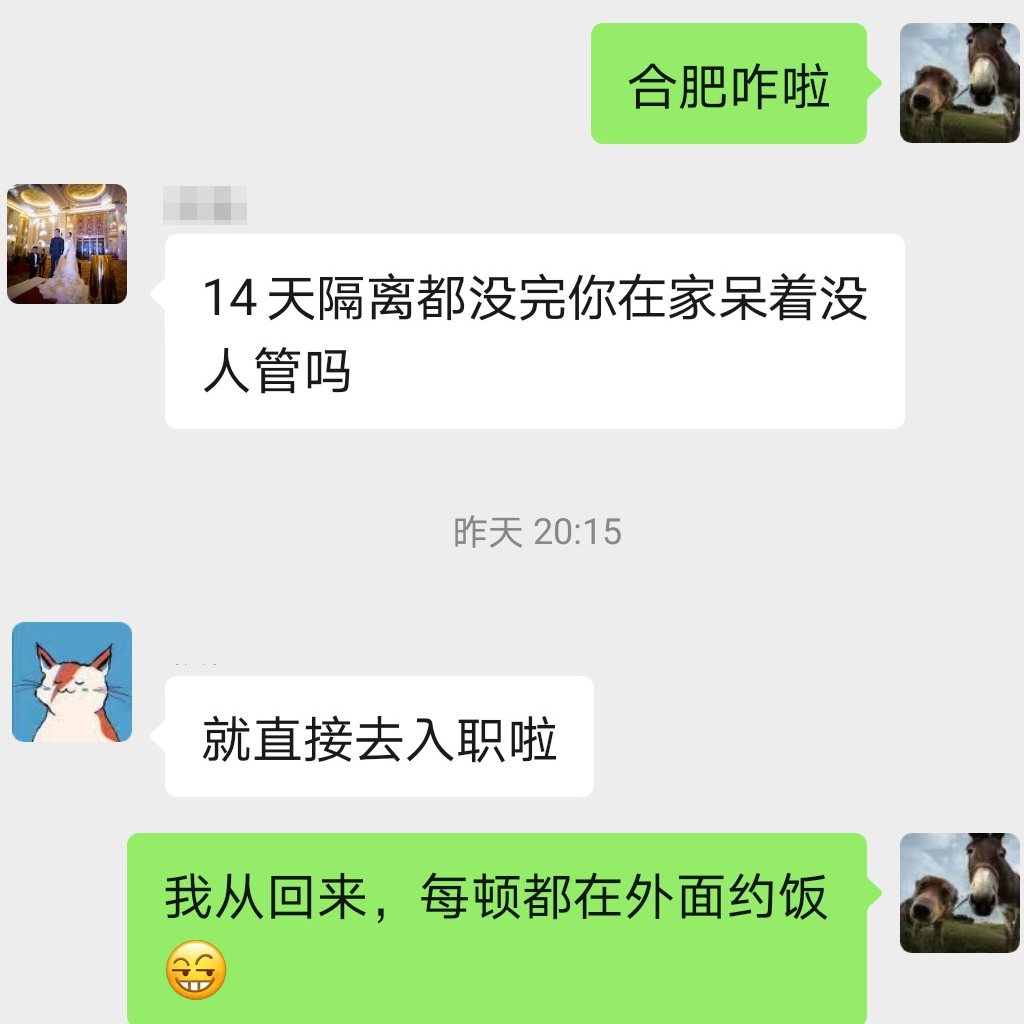 合肥咋啦
14天隔离都没完你在家呆着没
人管吗
昨天 20:15
就直接去入职啦
我从回来，每顿都在外面约饭